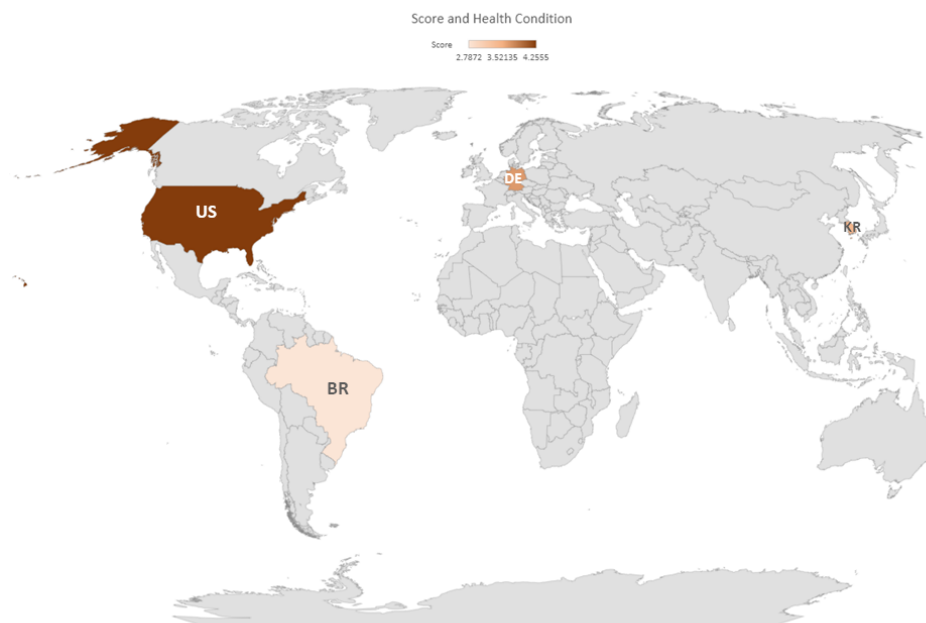 Score and Health Condition
Score
2.7872 3.52135 4.2555
US
DE
KR
BR